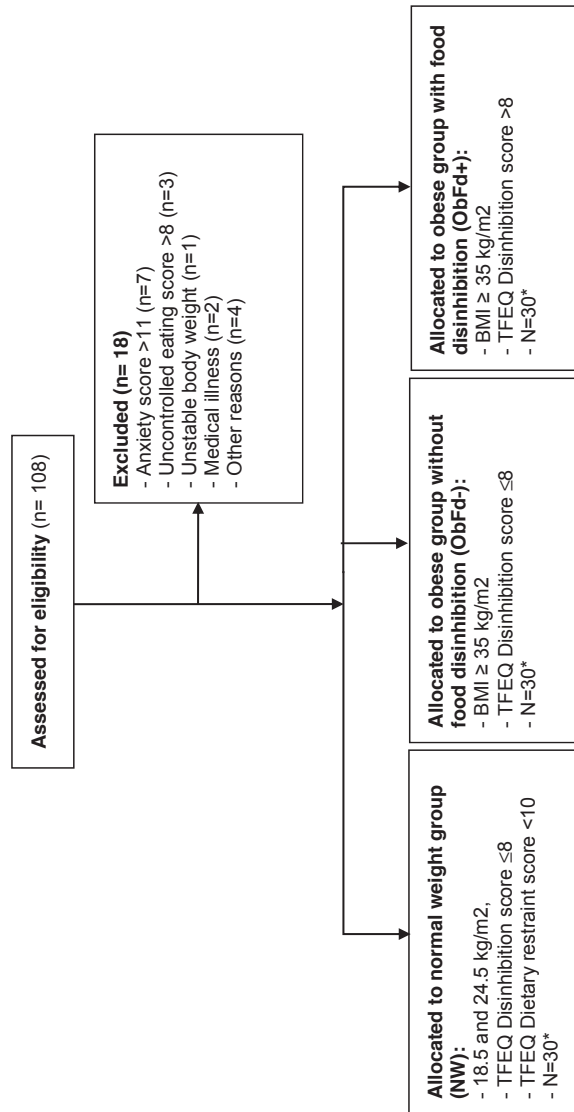 Assessed for eligibility (n= 108)
Excluded (n= 18)
- Anxiety score >11 (n=7)
- Uncontrolled eating score >8 (n=3)
- Unstable body weight (n=1)
- Medical illness (n=2)
- Other reasons (n=4)
Allocated to normal weight group
(NW):
- 18.5 and 24.5 kg/m2,
- TFEQ Disinhibition score ≤8
- TFEQ Dietary restraint score <10
- N=30*
Allocated to obese group without
food disinhibition (ObFd-):
- BMI ≥ 35 kg/m2
- TFEQ Disinhibition score ≤8
- N=30*
Allocated to obese group with food
disinhibition (ObFd+):
- BMI ≥ 35 kg/m2
- TFEQ Disinhibition score >8
- N=30*